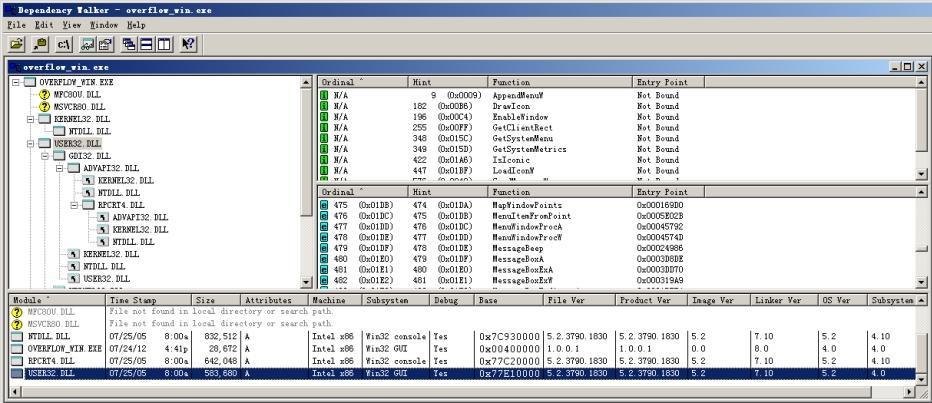 Dependency Walker - overflow_win.exe
File Edit View Window Help
c:\
overflow_win.exe
OVERFLOW_WIN.EXE
MFC80U.DLL
MSVCR80.DLL
KERNEL32.DLL
NTDLL.DLL
USER32.DLL
GDI32.DLL
ADVAPI32.DLL
KERNEL32.DLL
NTDLL.DLL
RPCRT4.DLL
ADVAPI32.DLL
KERNEL32.DLL
NTDLL.DLL
KERNEL32.DLL
NTDLL.DLL
USER32.DLL
Ordinal ^ Hint Function Entry Point
N/A 9 (0x0009) AppendMenuW Not Bound
N/A 182 (0x00B6) DrawIcon Not Bound
N/A 196 (0x00C4) EnableWindow Not Bound
N/A 255 (0x00FF) GetClientRect Not Bound
N/A 348 (0x015C) GetSystemMenu Not Bound
N/A 349 (0x015D) GetSystemMetrics Not Bound
N/A 422 (0x01A6) IsIconic Not Bound
N/A 447 (0x01BF) LoadIconW Not Bound
Ordinal ^ Hint Function Entry Point
475 (0x01DB) 474 (0x01DA) MapWindowPoints 0x000169D0
476 (0x01DC) 475 (0x01DB) MenuItemFromPoint 0x0005E02B
477 (0x01DD) 476 (0x01DC) MenuWindowProcA 0x00045792
478 (0x01DE) 477 (0x01DD) MenuWindowProcW 0x0004574D
479 (0x01DF) 478 (0x01DE) MessageBeep 0x00024986
480 (0x01E0) 479 (0x01DF) MessageBoxA 0x0003D8DE
481 (0x01E1) 480 (0x01E0) MessageBoxExA 0x0003DD70
482 (0x01E2) 481 (0x01E1) MessageBoxExW 0x000319A9
Module ^ Time Stamp Size Attributes Machine Subsystem Debug Base File Ver Product Ver Image Ver Linker Ver OS Ver Subsystem
MFC80U.DLL File not found in local directory or search path.
MSVCR80.DLL File not found in local directory or search path.
NTDLL.DLL 07/25/05 8:00a 832,512 A Intel x86 Win32 console Yes 0x7C930000 5.2.3790.1830 5.2.3790.1830 5.2 7.10 5.2 4.10
OVERFLOW_WIN.EXE 07/24/12 4:41p 28,672 A Intel x86 Win32 GUI Yes 0x00400000 1.0.0.1 1.0.0.1 0.0 8.0 4.0 4.0
RPCRT4.DLL 07/25/05 8:00a 642,048 A Intel x86 Win32 console Yes 0x77C20000 5.2.3790.1830 5.2.3790.1830 5.2 7.10 5.2 4.10
USER32.DLL 07/25/05 8:00a 583,680 A Intel x86 Win32 GUI Yes 0x77E10000 5.2.3790.1830 5.2.3790.1830 5.2 7.10 5.2 4.0